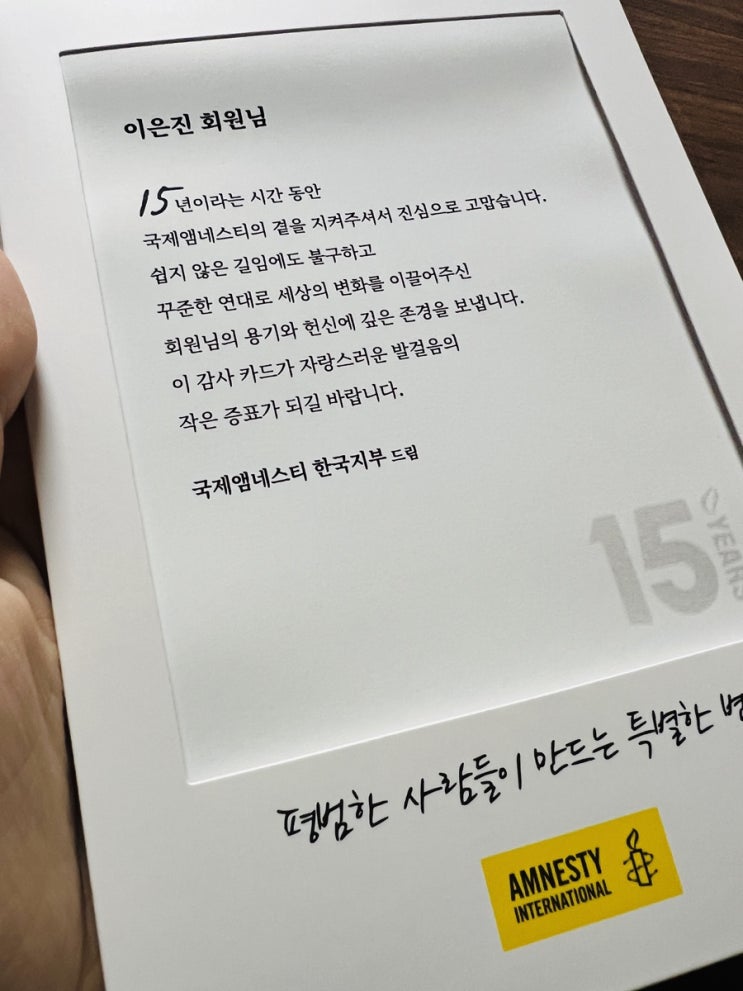 이은진 회원님
15년이라는 시간 동안
국제앰네스티의 곁을 지켜주셔서 진심으로 고맙습니다.
쉽지 않은 길임에도 불구하고
꾸준한 연대로 세상의 변화를 이끌어주신
회원님의 용기와 헌신에 깊은 존경을 보냅니다.
이 감사 카드가 자랑스러운 발걸음의
작은 증표가 되길 바랍니다.
국제앰네스티 한국지부 드림
15 YEARS
평범한 사람들이 만드는 특별한
AMNESTY
INTERNATIONAL